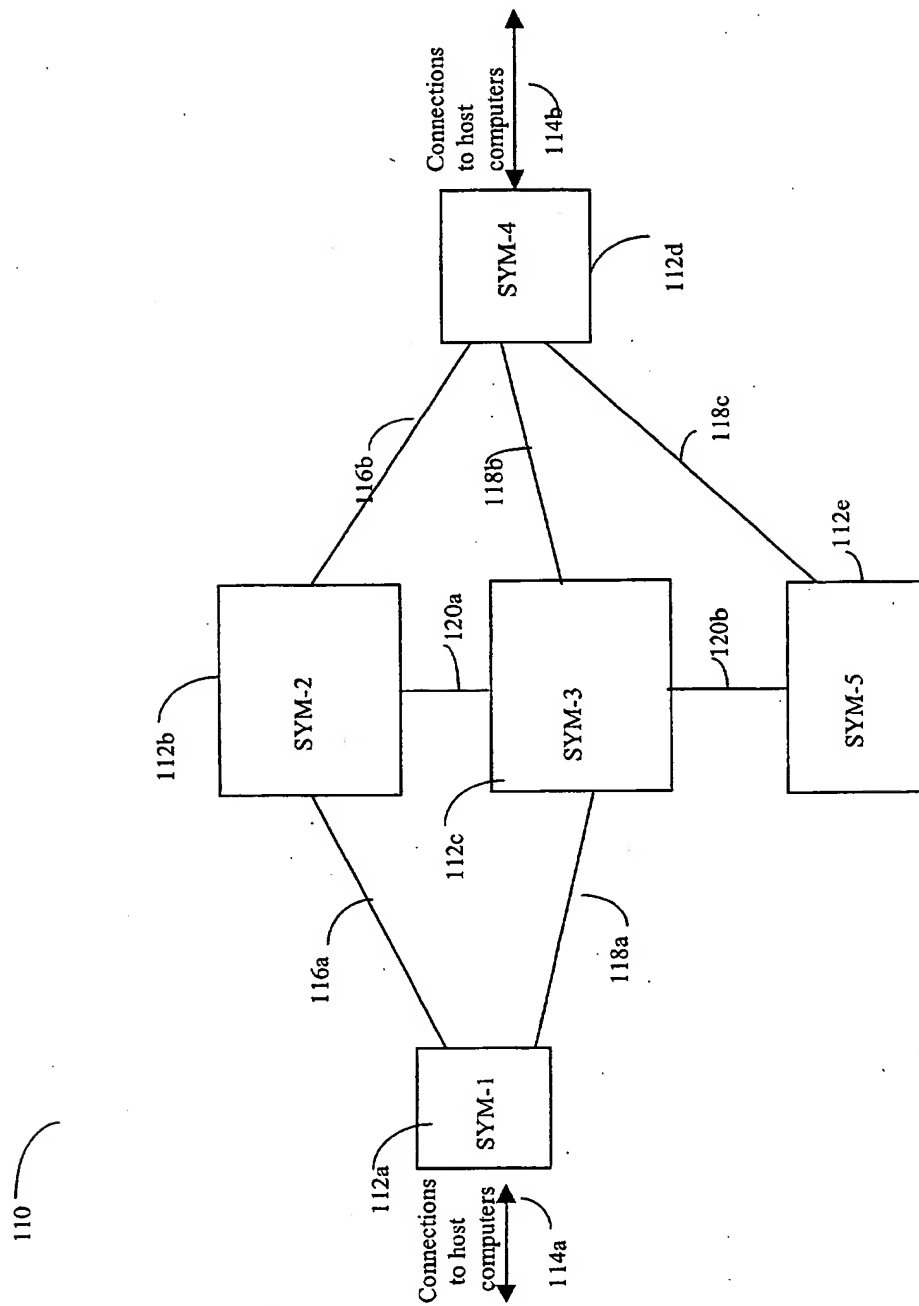 110
Connections
to host
computers
114a
112a
SYM-1
116a
118a
112b
SYM-2
120a
112c
SYM-3
120b
SYM-5
112e
116b
118b
118c
SYM-4
112d
Connections
to host
computers
114b